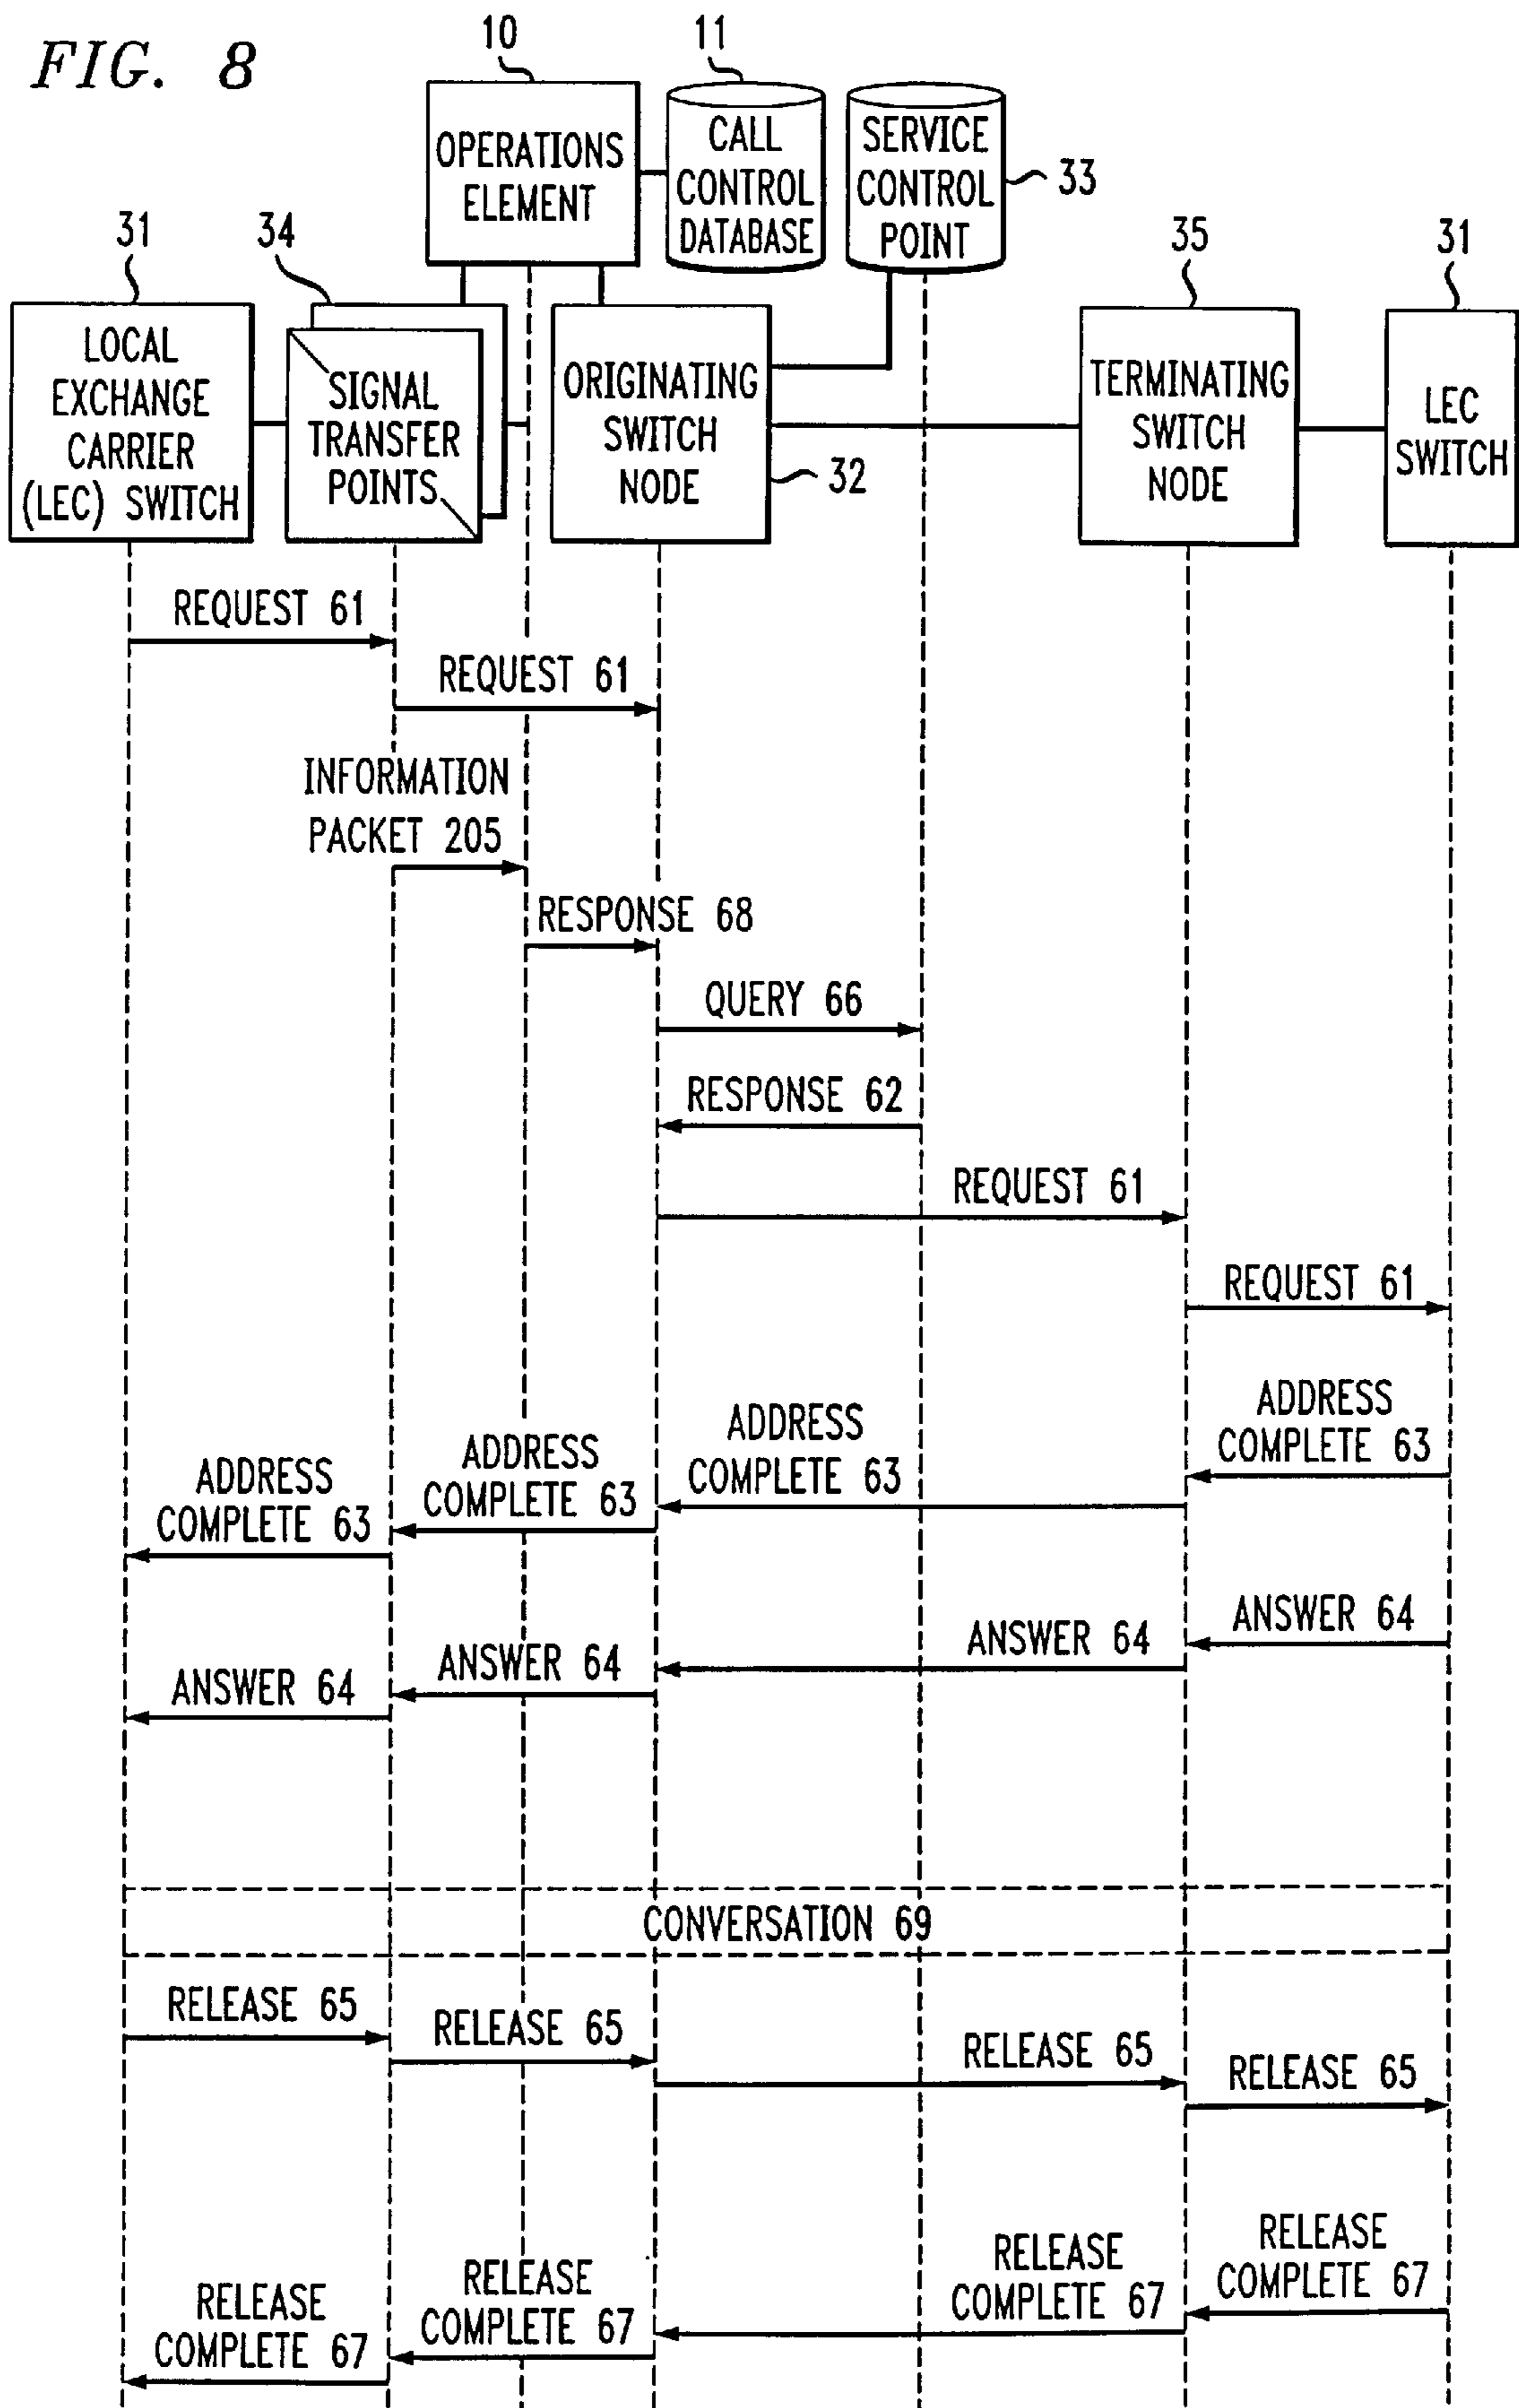 FIG. 8
10
11
OPERATIONS
ELEMENT
CALL
CONTROL
DATABASE
SERVICE
CONTROL
POINT
33
31
34
35
31
LOCAL
EXCHANGE
CARRIER
(LEC) SWITCH
SIGNAL
TRANSFER
POINTS
ORIGINATING
SWITCH
NODE
32
TERMINATING
SWITCH
NODE
LEC
SWITCH
REQUEST 61
REQUEST 61
INFORMATION
PACKET 205
RESPONSE 68
QUERY 66
RESPONSE 62
REQUEST 61
REQUEST 61
ADDRESS
COMPLETE 63
ADDRESS
COMPLETE 63
ADDRESS
COMPLETE 63
ADDRESS
COMPLETE 63
ANSWER 64
ANSWER 64
ANSWER 64
ANSWER 64
CONVERSATION 69
RELEASE 65
RELEASE 65
RELEASE 65
RELEASE 65
RELEASE
COMPLETE 67
RELEASE
COMPLETE 67
RELEASE
COMPLETE 67
RELEASE
COMPLETE 67